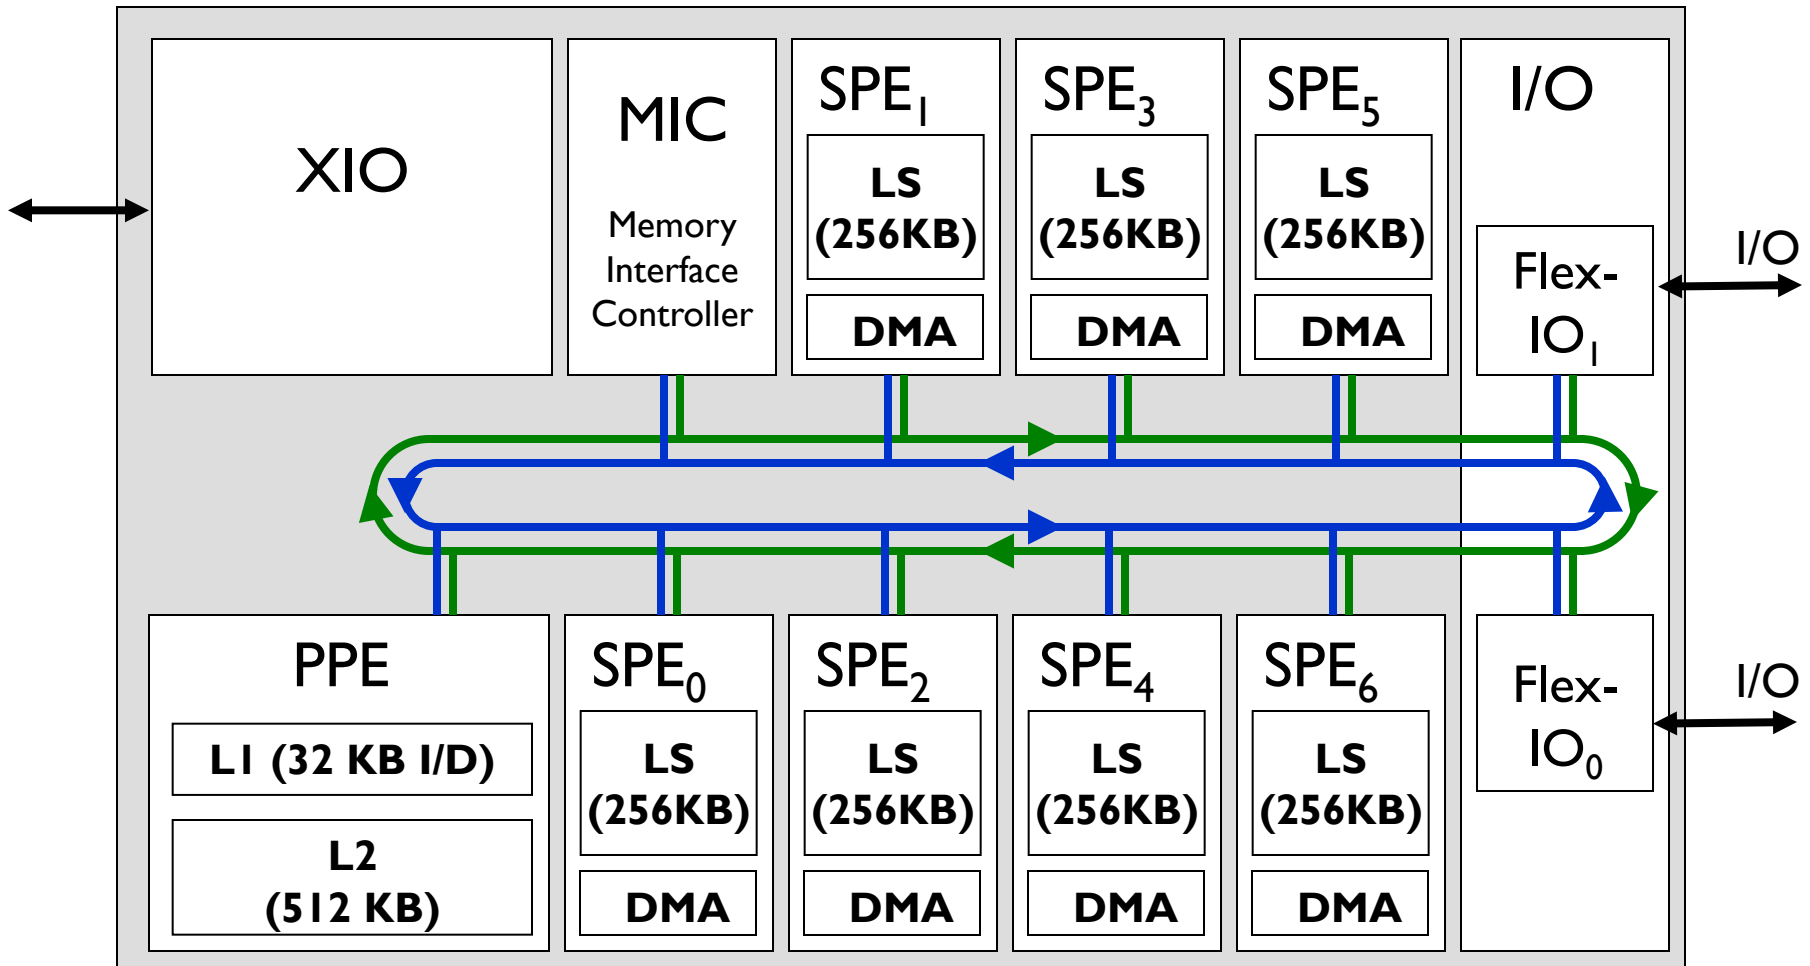 XIO
MIC
Memory
Interface
Controller
SPE1
LS
(256KB)
DMA
SPE3
LS
(256KB)
DMA
SPE5
LS
(256KB)
DMA
I/O
Flex-
IO1
I/O
PPE
L1 (32 KB I/D)
L2
(512 KB)
SPE0
LS
(256KB)
DMA
SPE2
LS
(256KB)
DMA
SPE4
LS
(256KB)
DMA
SPE6
LS
(256KB)
DMA
Flex-
IO0
I/O